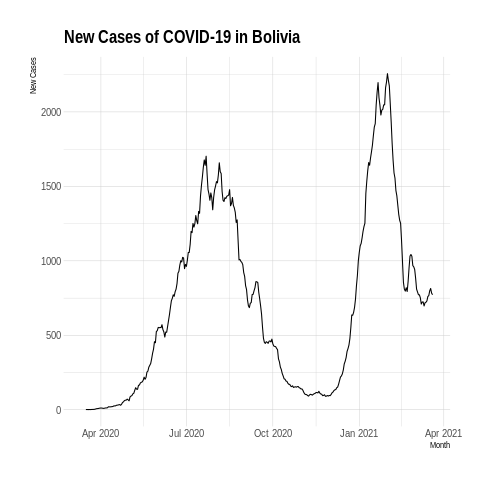 New Cases of COVID-19 in Bolivia
New Cases
2000
1500
1000
500
0
Apr 2020 Jul 2020 Oct 2020 Jan 2021 Apr 2021
Month